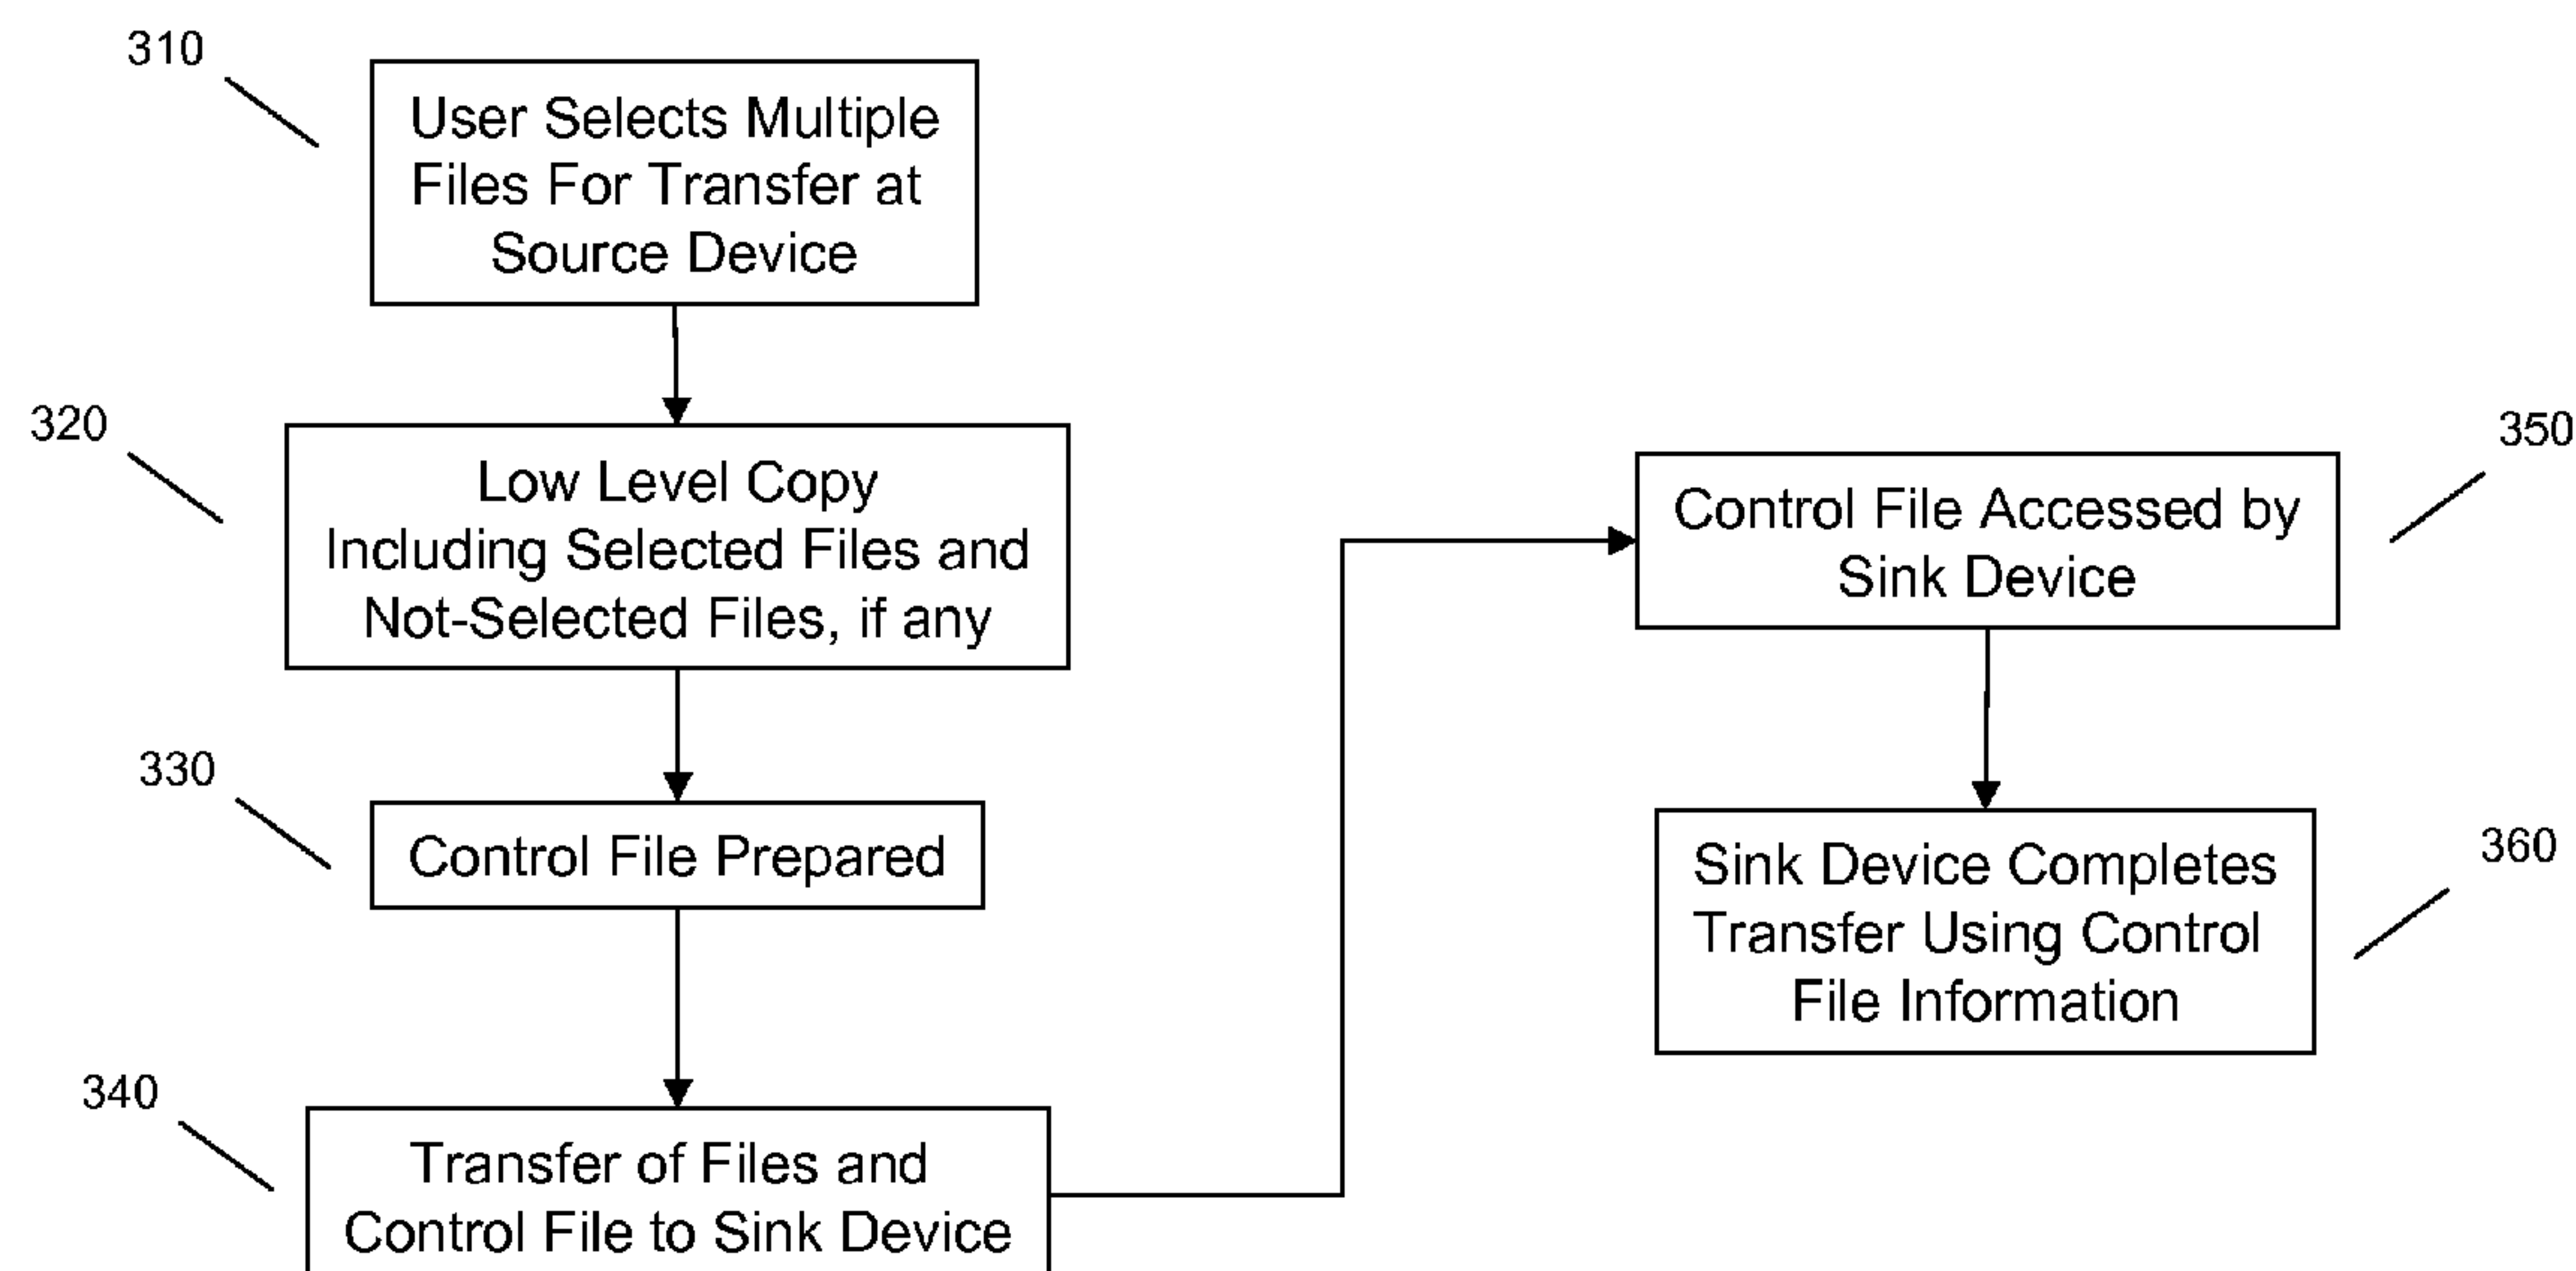 310
User Selects Multiple
Files For Transfer at
Source Device
320
Low Level Copy
Including Selected Files and
Not-Selected Files, if any
330
Control File Prepared
340
Transfer of Files and
Control File to Sink Device
350
Control File Accessed by
Sink Device
360
Sink Device Completes
Transfer Using Control
File Information